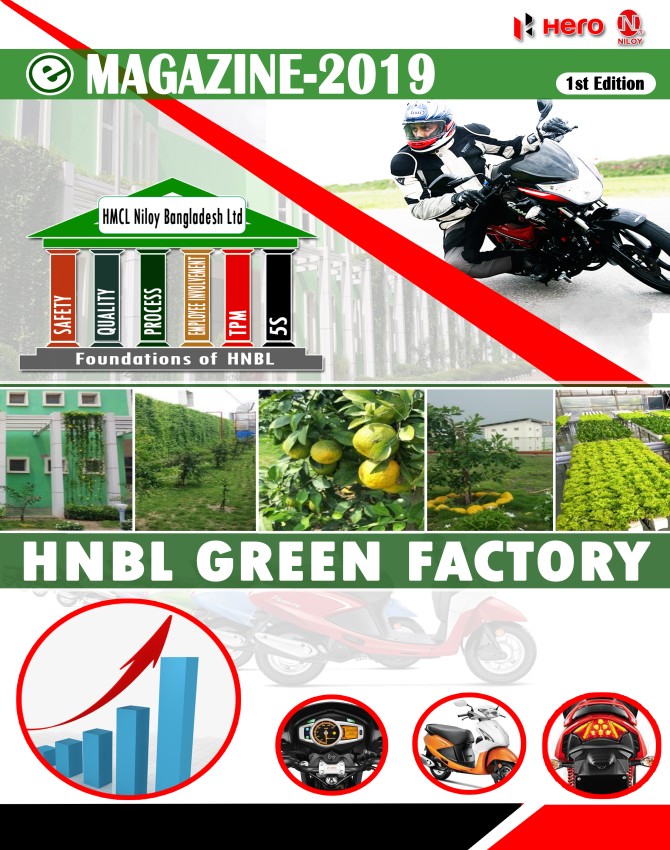 HERO
N
NILOY
e MAGAZINE-2019
1st Edition
HMCL Niloy Bangladesh Ltd
SAFETY
QUALITY
PROCESS
EMPLOYEE INVOLVEMENT
TPM
5S
Foundations of HNBL
HNBL GREEN FACTORY